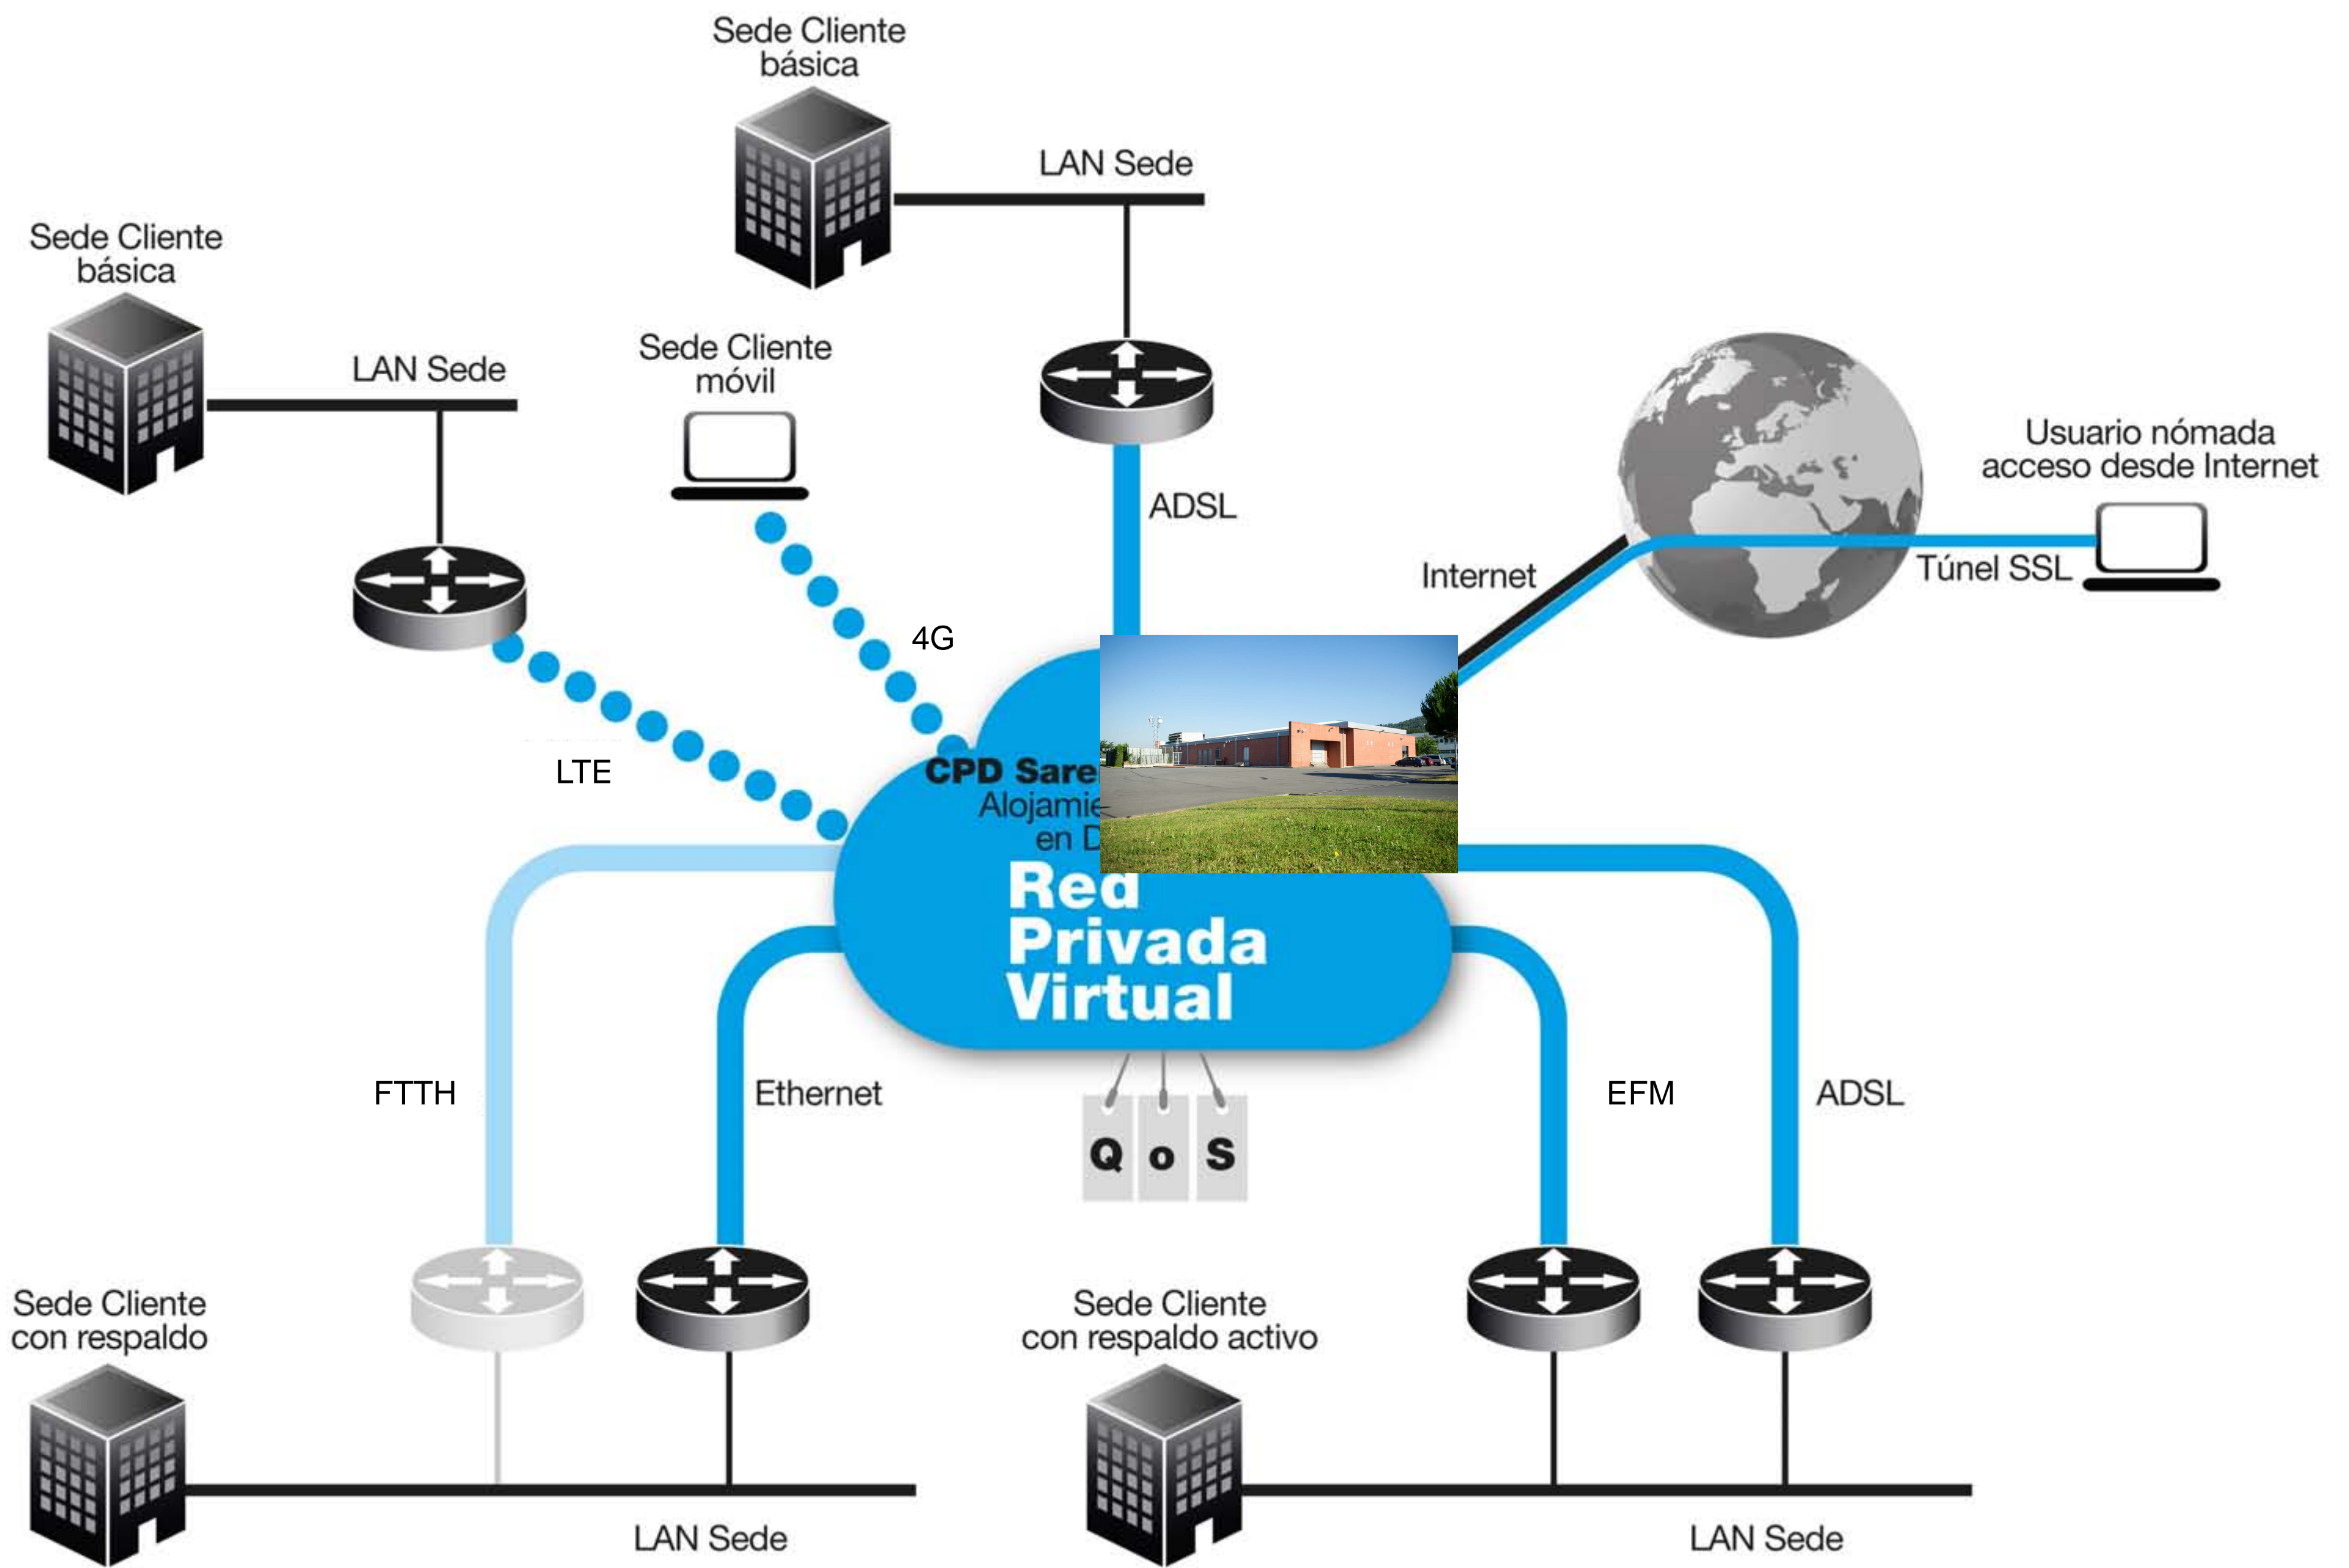 Sede Cliente
básica
LAN Sede
Sede Cliente
básica
LAN Sede
Sede Cliente
móvil
ADSL
Usuario nómada
acceso desde Internet
Internet
Túnel SSL
4G
LTE
CPD Sare
Alojamie
en D
Red
Privada
Virtual
FTTH
Ethernet
EFM
ADSL
Q o S
Sede Cliente
con respaldo
Sede Cliente
con respaldo activo
LAN Sede
LAN Sede